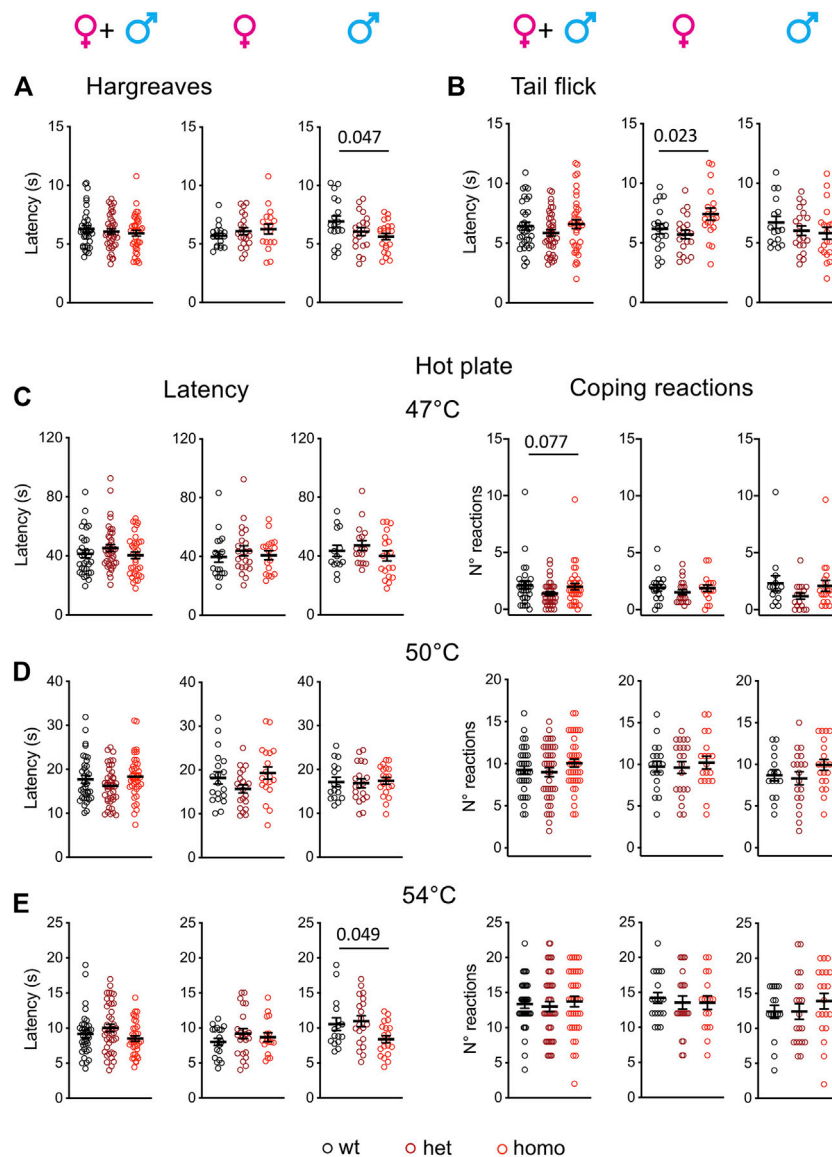 ♀+♂ ♀ ♂ ♀+♂ ♀ ♂
A Hargreaves B Tail flick
15 15 15 15 15 15
0.047 0.023
10 10 10 10 10 10
Latency (s) Latency (s)
5 5 5 5 5 5
0 0 0 0 0 0
Hot plate
C Latency Coping reactions
47°C
120 120 120 15 15 15
0.077
80 80 80 10 10 10
Latency (s) N° reactions
40 40 40 5 5 5
0 0 0 0 0 0
D 50°C
40 40 40 20 20 20
30 30 30 15 15 15
Latency (s) N° reactions
20 20 20 10 10 10
10 10 10 5 5 5
0 0 0 0 0 0
E 54°C
25 25 25 25 25 25
0.049
20 20 20 20 20 20
15 15 15 15 15 15
Latency (s) N° reactions
10 10 10 10 10 10
5 5 5 5 5 5
0 0 0 0 0 0
wt het homo